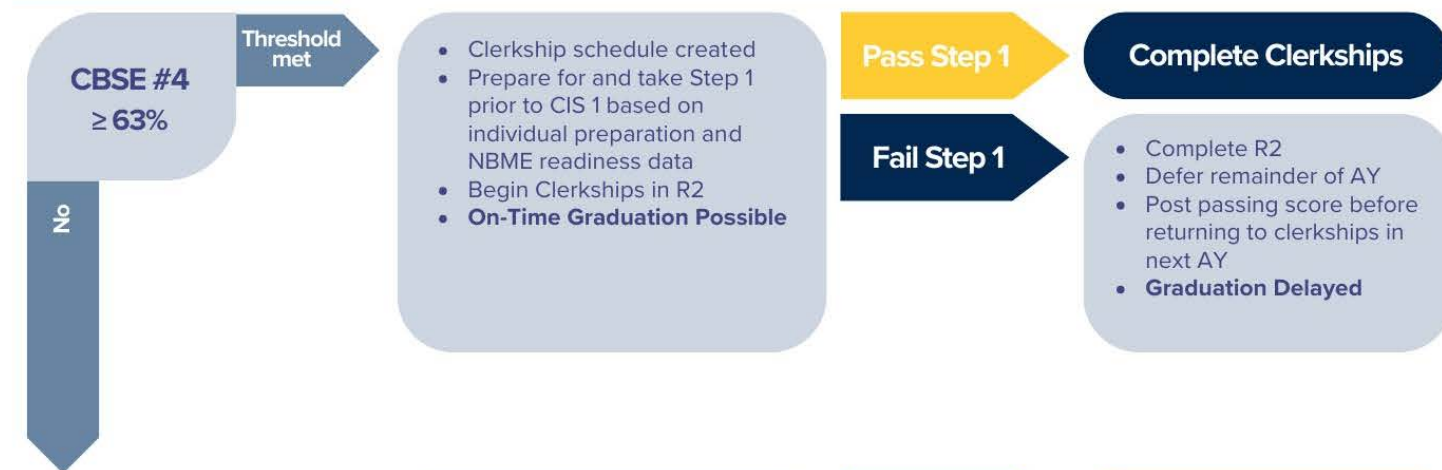 CBSE #4
≥ 63%
Threshold
met
• Clerkship schedule created
• Prepare for and take Step 1
prior to CIS 1 based on
individual preparation and
NBME readiness data
• Begin Clerkships in R2
• On-Time Graduation Possible
Pass Step 1
Complete Clerkships
Fail Step 1
• Complete R2
• Defer remainder of AY
• Post passing score before
returning to clerkships in
next AY
• Graduation Delayed
No